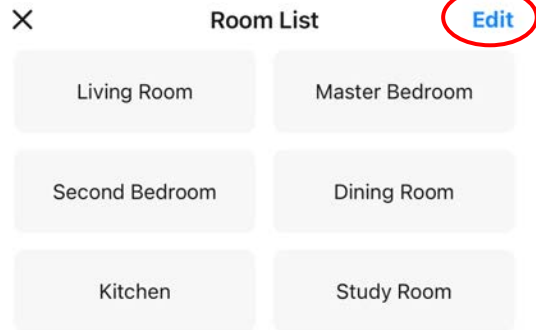 × Room List Edit
Living Room Master Bedroom
Second Bedroom Dining Room
Kitchen Study Room